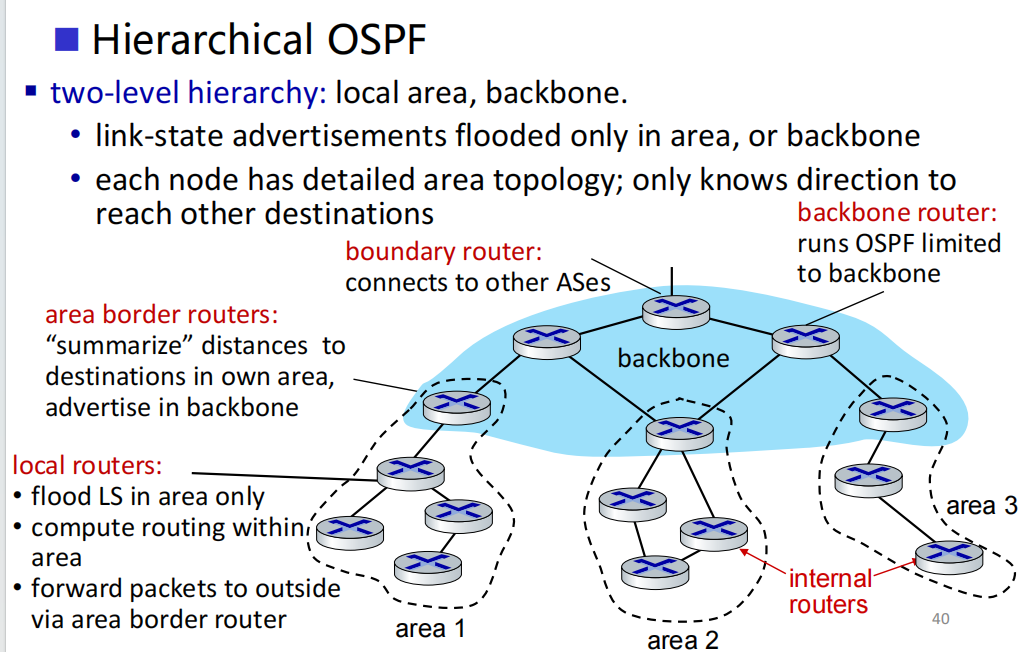 ■ Hierarchical OSPF
▪ two-level hierarchy: local area, backbone.
• link-state advertisements flooded only in area, or backbone
• each node has detailed area topology; only knows direction to
reach other destinations
boundary router:
connects to other ASes
backbone router:
runs OSPF limited
to backbone
area border routers:
“summarize” distances to
destinations in own area,
advertise in backbone
backbone
local routers:
• flood LS in area only
• compute routing within
area
• forward packets to outside
via area border router
area 1
area 2
area 3
internal
routers
40